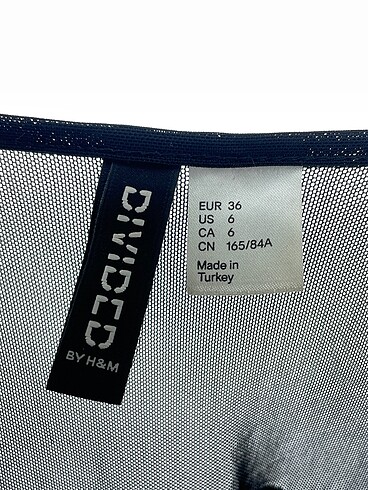 DIVIDED
BY H&M
EUR 36
US 6
CA 6
CN 165/84A
Made in
Turkey